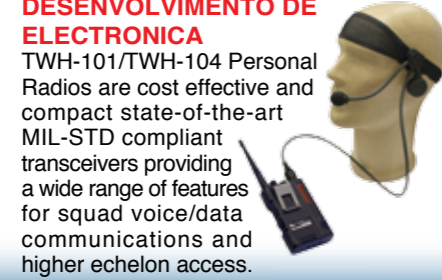 DESENVOLVIMENTO DE
ELECTRONICA
TWH-101/TWH-104 Personal
Radios are cost effective and
compact state-of-the-art
MIL-STD compliant
transceivers providing
a wide range of features
for squad voice/data
communications and
higher echelon access.